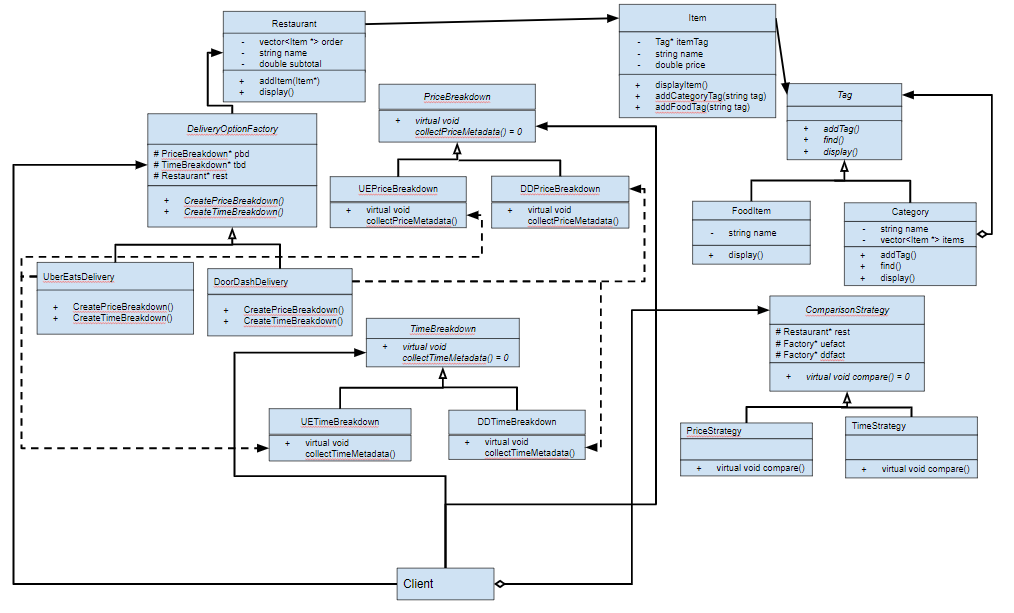 Restaurant
- vector<Item *> order
- string name
- double subtotal
+ addItem(Item*)
+ display()
Item
- Tag* itemTag
- string name
- double price
+ displayItem()
+ addCategoryTag(string tag)
+ addFoodTag(string tag)
PriceBreakdown
+ virtual void
collectPriceMetadata() = 0
Tag
+ addTag()
+ find()
+ display()
DeliveryOptionFactory
# PriceBreakdown* pbd
# TimeBreakdown* tbd
# Restaurant* rest
+ CreatePriceBreakdown()
+ CreateTimeBreakdown()
UEPriceBreakdown
+ virtual void
collectPriceMetadata()
DDPriceBreakdown
+ virtual void
collectPriceMetadata()
FoodItem
- string name
+ display()
Category
- string name
- vector<Item *> items
+ addTag()
+ find()
+ display()
UberEatsDelivery
+ CreatePriceBreakdown()
+ CreateTimeBreakdown()
DoorDashDelivery
+ CreatePriceBreakdown()
+ CreateTimeBreakdown()
TimeBreakdown
+ virtual void
collectTimeMetadata() = 0
ComparisonStrategy
# Restaurant* rest
# Factory* uefact
# Factory* ddfact
+ virtual void compare() = 0
UETimeBreakdown
+ virtual void
collectTimeMetadata()
DDTimeBreakdown
+ virtual void
collectTimeMetadata()
PriceStrategy
+ virtual void compare()
TimeStrategy
+ virtual void compare()
Client